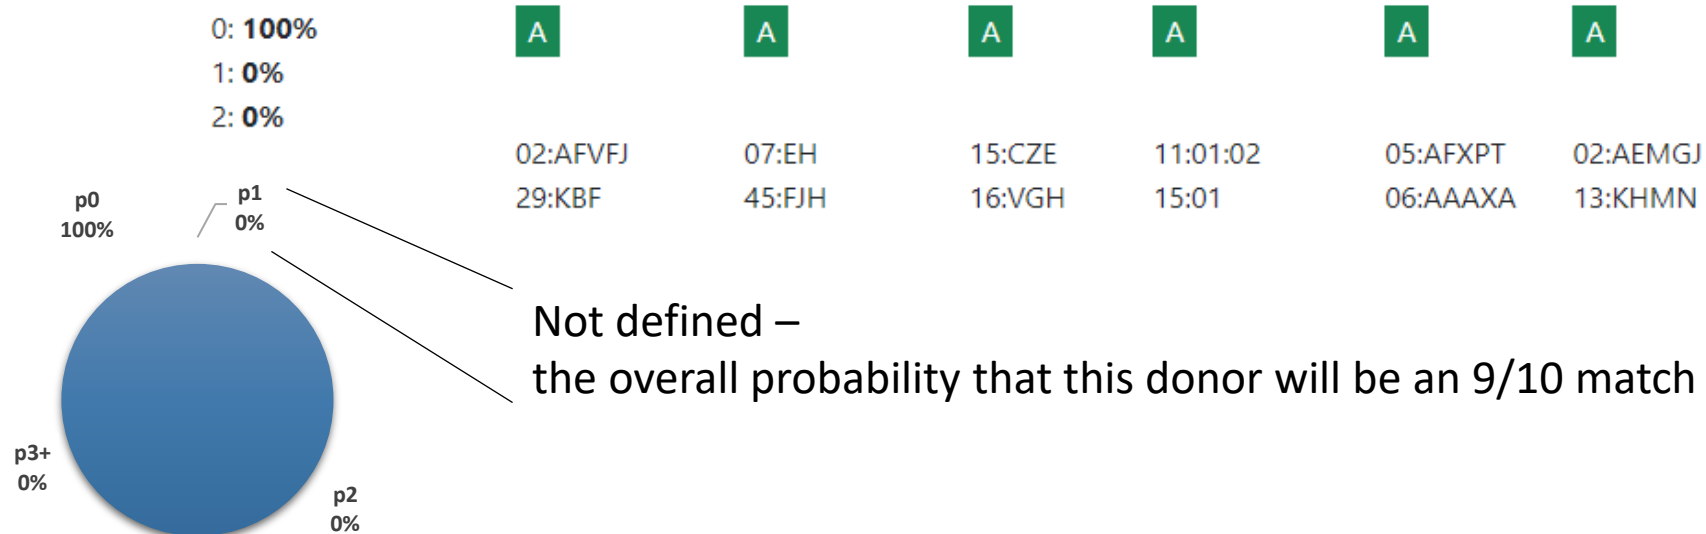 0: 100%
1: 0%
2: 0%
A A A A A A
02:AFVFJ 07:EH 15:CZE 11:01:02 05:AFXPT 02:AEMGJ
29:KBF 45:FJH 16:VGH 15:01 06:AAAXA 13:KHMN
p0
100%
p1
0%
Not defined –
the overall probability that this donor will be an 9/10 match
p3+
0%
p2
0%